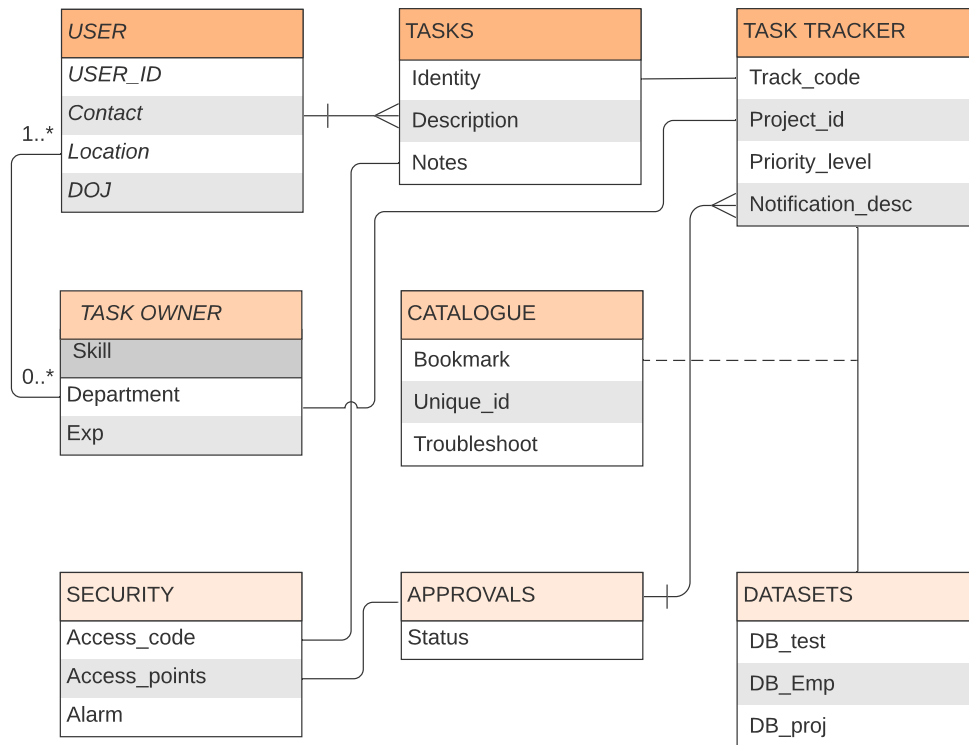 USER
USER_ID
Contact
Location
DOJ
1..*
0..*
TASKS
Identity
Description
Notes
TASK TRACKER
Track_code
Project_id
Priority_level
Notification_desc
TASK OWNER
Skill
Department
Exp
CATALOGUE
Bookmark
Unique_id
Troubleshoot
SECURITY
Access_code
Access_points
Alarm
APPROVALS
Status
DATASETS
DB_test
DB_Emp
DB_proj